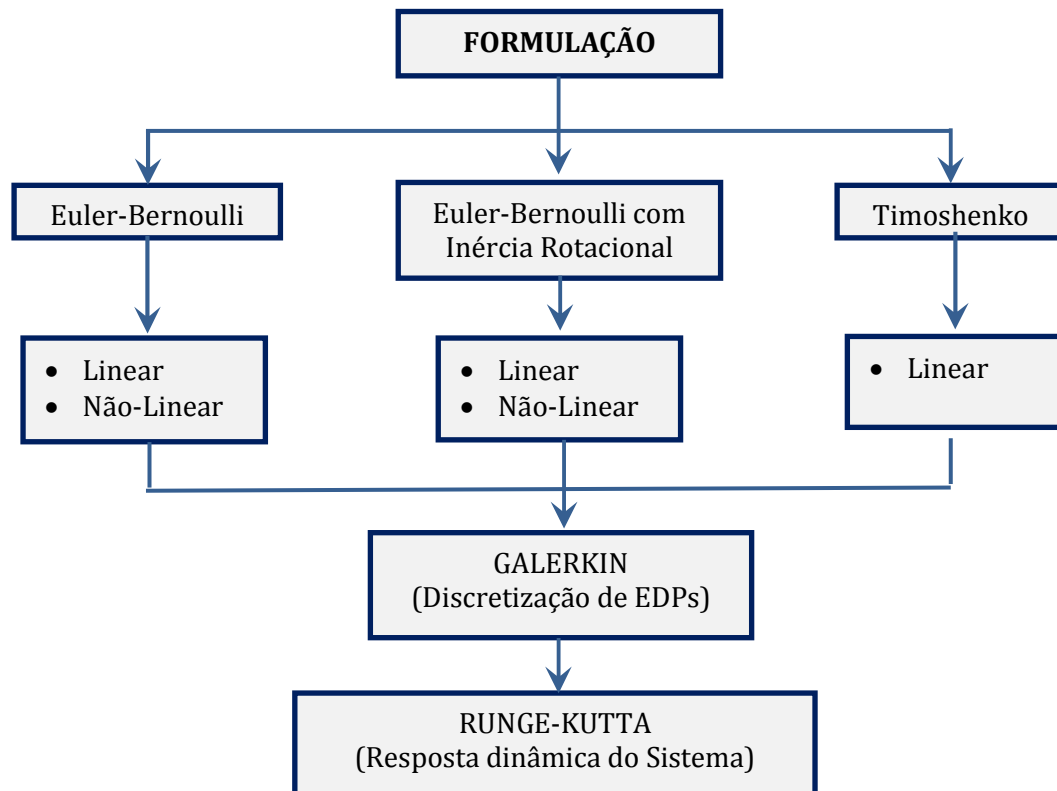 FORMULAÇÃO
Euler-Bernoulli
Euler-Bernoulli com
Inércia Rotacional
Timoshenko
• Linear
• Não-Linear
• Linear
• Não-Linear
• Linear
GALERKIN
(Discretização de EDPs)
RUNGE-KUTTA
(Resposta dinâmica do Sistema)